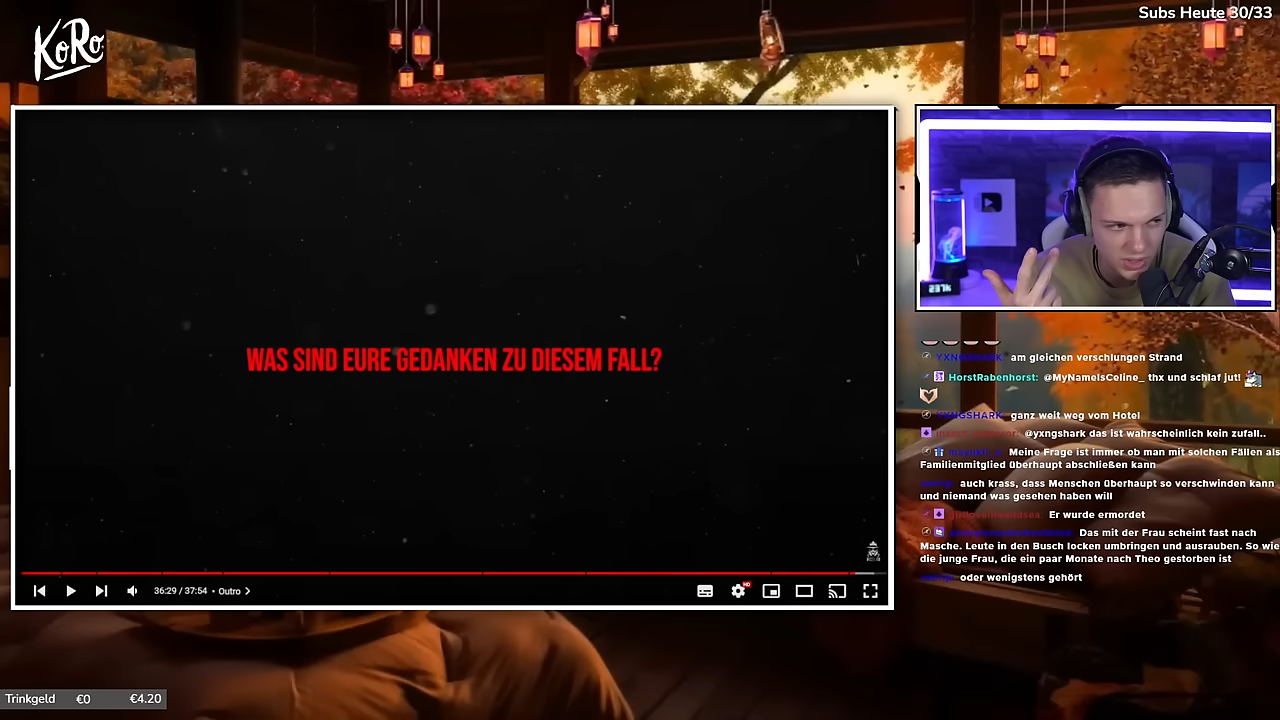 Subs Heute 30/33
KoRo
WAS SIND EURE GEDANKEN ZU DIESEM FALL?
36:29 / 37:54 • Outro
HD
237k
YXNGSHARK am gleichen verschlungen Strand
HorstRabenhorst: @MyNameIsCeline_ thx und schlaf jut!
YXNGSHARK ganz weit weg vom Hotel
@yxngshark das ist wahrscheinlich kein zufall..
Meine Frage ist immer ob man mit solchen Fällen als
Familienmitglied überhaupt abschließen kann
auch krass, dass Menschen überhaupt so verschwinden kann
und niemand was gesehen haben will
Er wurde ermordet
Das mit der Frau scheint fast nach
Masche. Leute in den Busch locken umbringen und ausrauben. So wie
die junge Frau, die ein paar Monate nach Theo gestorben ist
oder wenigstens gehört
Trinkgeld €0 €4.20